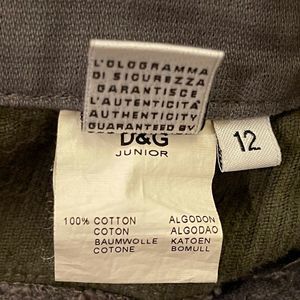 L'OLOGRAMMA
DI SICUREZZA
GARANTISCE
L'AUTENTICITÀ
AUTHENTICITY
GUARANTEED BY
D&G
JUNIOR
12
100% COTTON ALGODON
COTON ALGODAO
BAUMWOLLE KATOEN
COTONE BOMULL